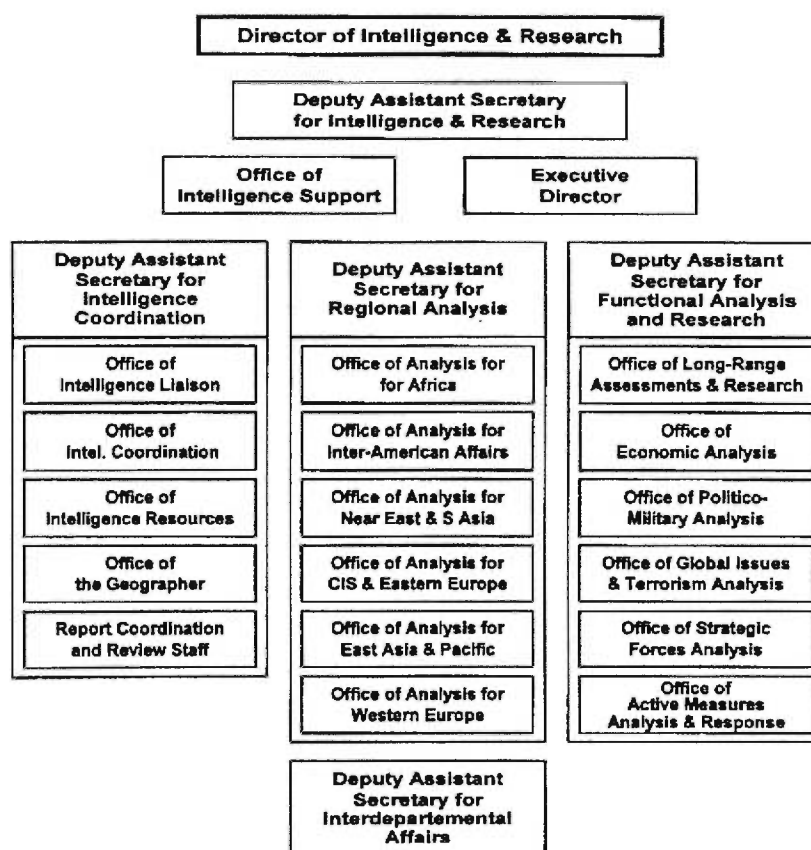 Director of Intelligence & Research
Deputy Assistant Secretary
for Intelligence & Research
Office of
Intelligence Support
Executive
Director
Deputy Assistant
Secretary for
Intelligence
Coordination
Office of
Intelligence Liaison
Office of
Intel. Coordination
Office of
Intelligence Resources
Office of
the Geographer
Report Coordination
and Review Staff
Deputy Assistant
Secretary for
Regional Analysis
Office of Analysis for
for Africa
Office of Analysis for
Inter-American Affairs
Office of Analysis for
Near East & S Asia
Office of Analysis for
CIS & Eastern Europe
Office of Analysis for
East Asia & Pacific
Office of Analysis for
Western Europe
Deputy Assistant
Secretary for
Functional Analysis
and Research
Office of Long-Range
Assessments & Research
Office of
Economic Analysis
Office of Politico-
Military Analysis
Office of Global Issues
& Terrorism Analysis
Office of Strategic
Forces Analysis
Office of
Active Measures
Analysis & Response
Deputy Assistant
Secretary for
Interdepartemental
Affairs